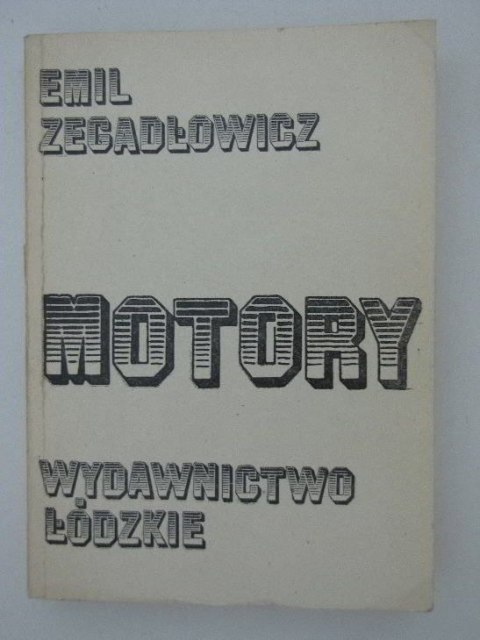 EMIL
ZEGADŁOWICZ
MOTORY
WYDAWNICTWO
ŁÓDZKIE